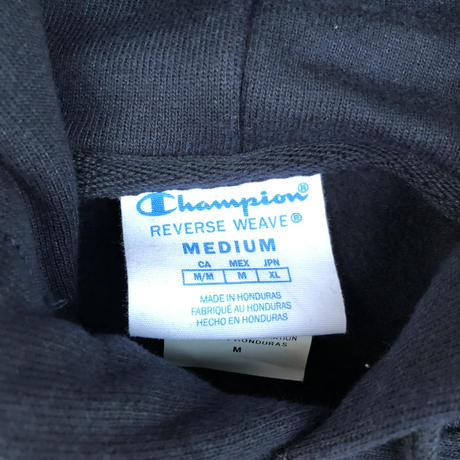 Champion®
REVERSE WEAVE®
MEDIUM
CA MEX JPN
M/M M XL
MADE IN HONDURAS
FABRIQUÉ AU HONDURAS
HECHO EN HONDURAS
HONDURAS
M